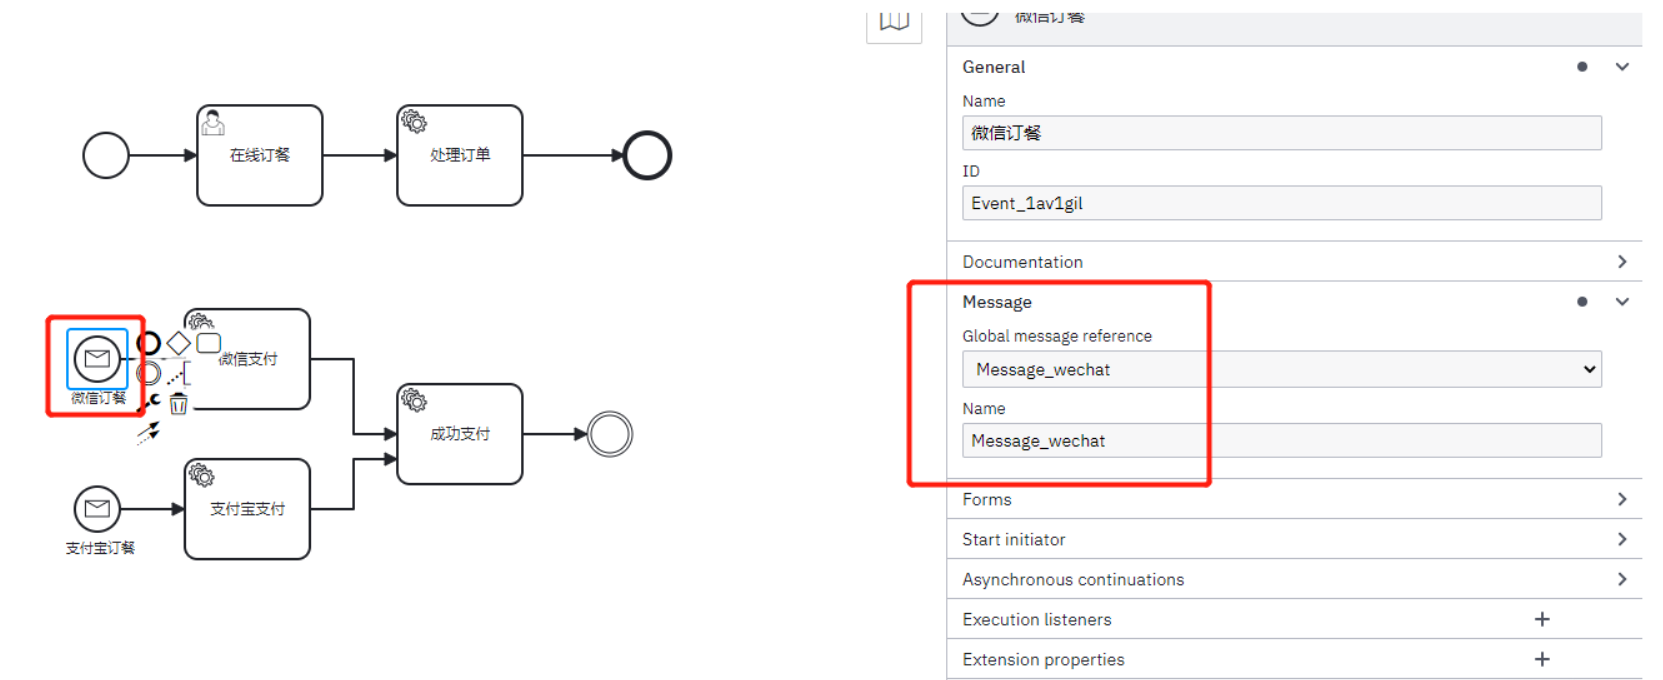 在线订餐
处理订单
微信订餐
微信支付
成功支付
支付宝订餐
支付宝支付
微信订餐
General
Name
微信订餐
ID
Event_1av1gil
Documentation
Message
Global message reference
Message_wechat
Name
Message_wechat
Forms
Start initiator
Asynchronous continuations
Execution listeners
Extension properties